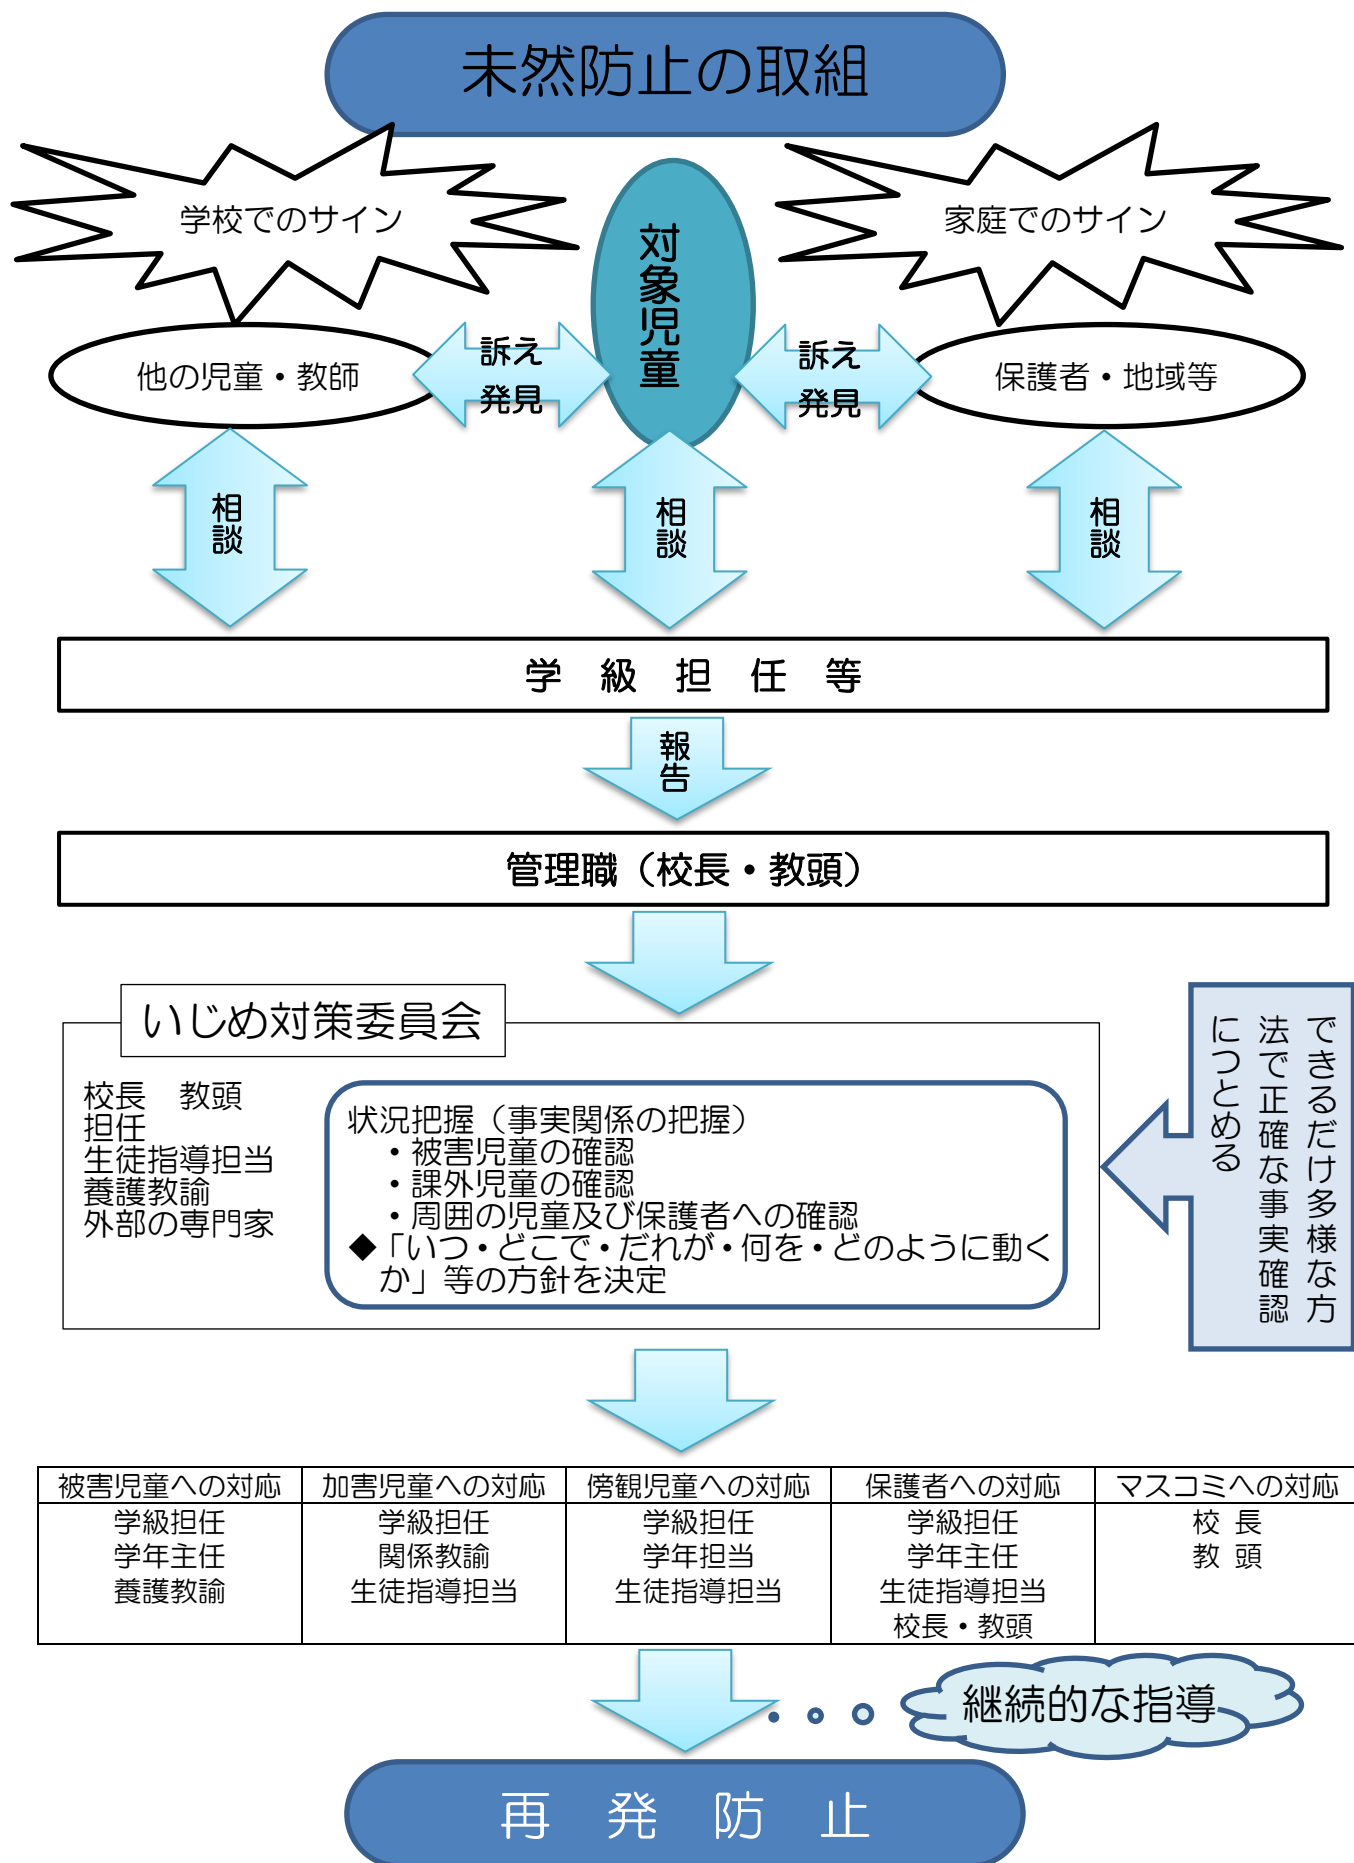 未然防止の取組
学校でのサイン
家庭でのサイン
対象児童
他の児童・教師
訴え
発見
訴え
発見
保護者・地域等
相談
相談
相談
学 級 担 任 等
報告
管理職（校長・教頭）
いじめ対策委員会
校長 教頭
担任
生徒指導担当
養護教諭
外部の専門家
状況把握（事実関係の把握）
・被害児童の確認
・課外児童の確認
・周囲の児童及び保護者への確認
◆「いつ・どこで・だれが・何を・どのように動く
か」等の方針を決定
できるだけ多様な方
法で正確な事実確認
につとめる
被害児童への対応
学級担任
学年主任
養護教諭
加害児童への対応
学級担任
関係教諭
生徒指導担当
傍観児童への対応
学級担任
学年担当
生徒指導担当
保護者への対応
学級担任
学年主任
生徒指導担当
校長・教頭
マスコミへの対応
校 長
教 頭
継続的な指導
再 発 防 止